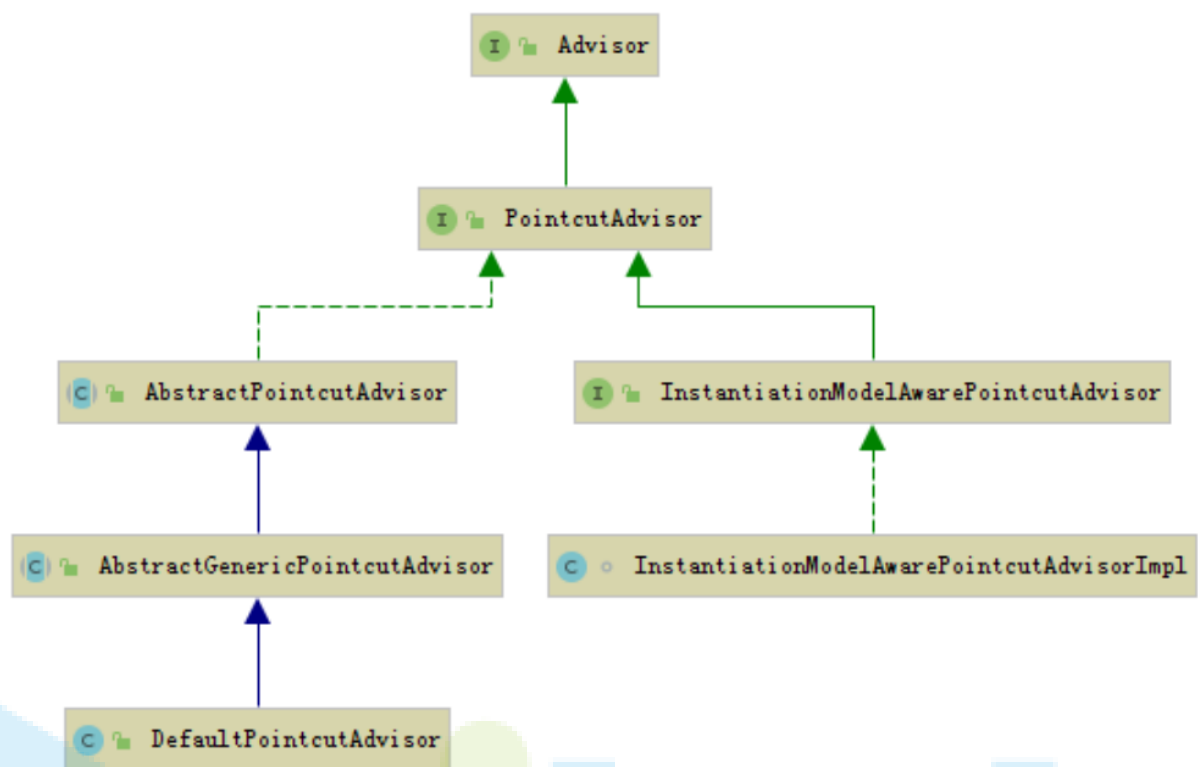 I Advisor
I PointcutAdvisor
C AbstractPointcutAdvisor
I InstantiationModelAwarePointcutAdvisor
C AbstractGenericPointcutAdvisor
C InstantiationModelAwarePointcutAdvisorImpl
C DefaultPointcutAdvisor